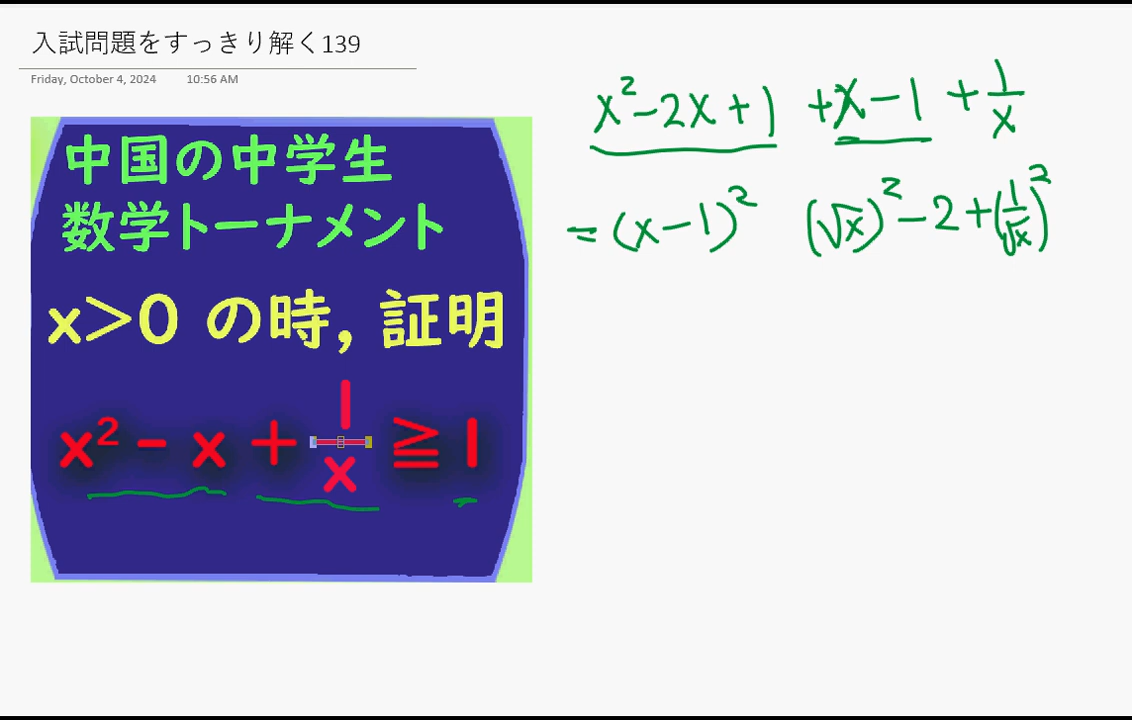 入試問題をすっきり解く139
Friday, October 4, 2024 10:56 AM
中国の中学生
数学トーナメント
x>0 の時, 証明
x² - x + 1/x ≧ 1
x² - 2x + 1 + x - 1 + 1/x
= (x - 1)² (√x)² - 2 + (1/√x)²